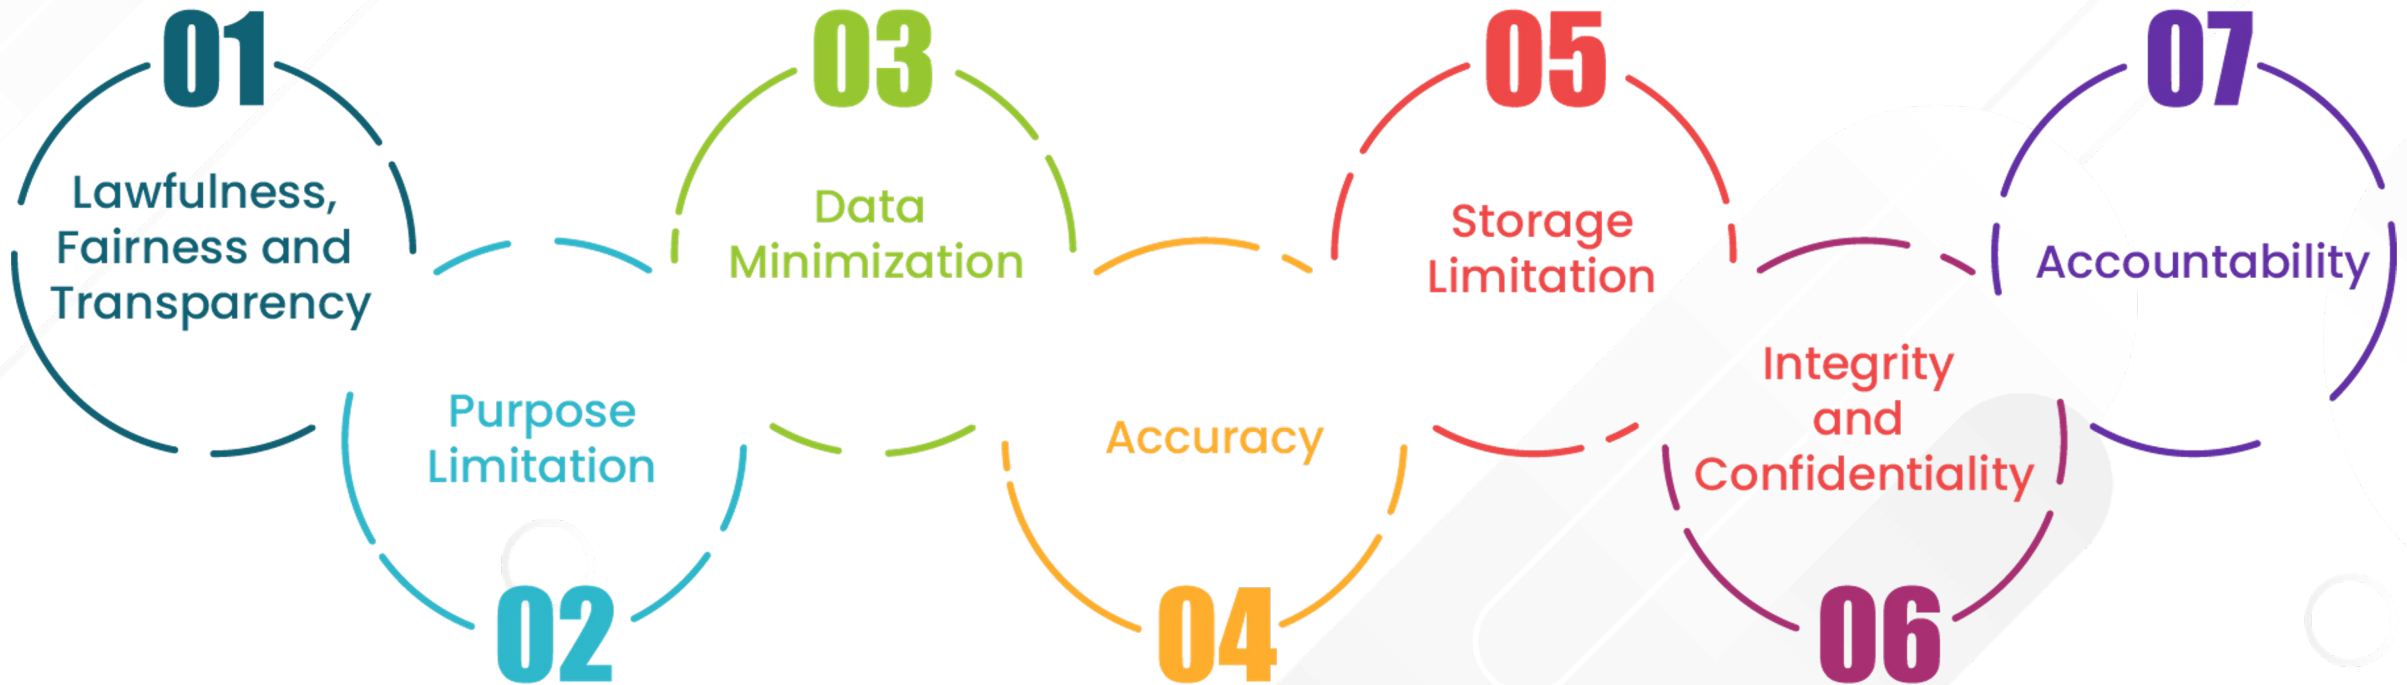 01
Lawfulness,
Fairness and
Transparency
02
Purpose
Limitation
03
Data
Minimization
04
Accuracy
05
Storage
Limitation
06
Integrity
and
Confidentiality
07
Accountability